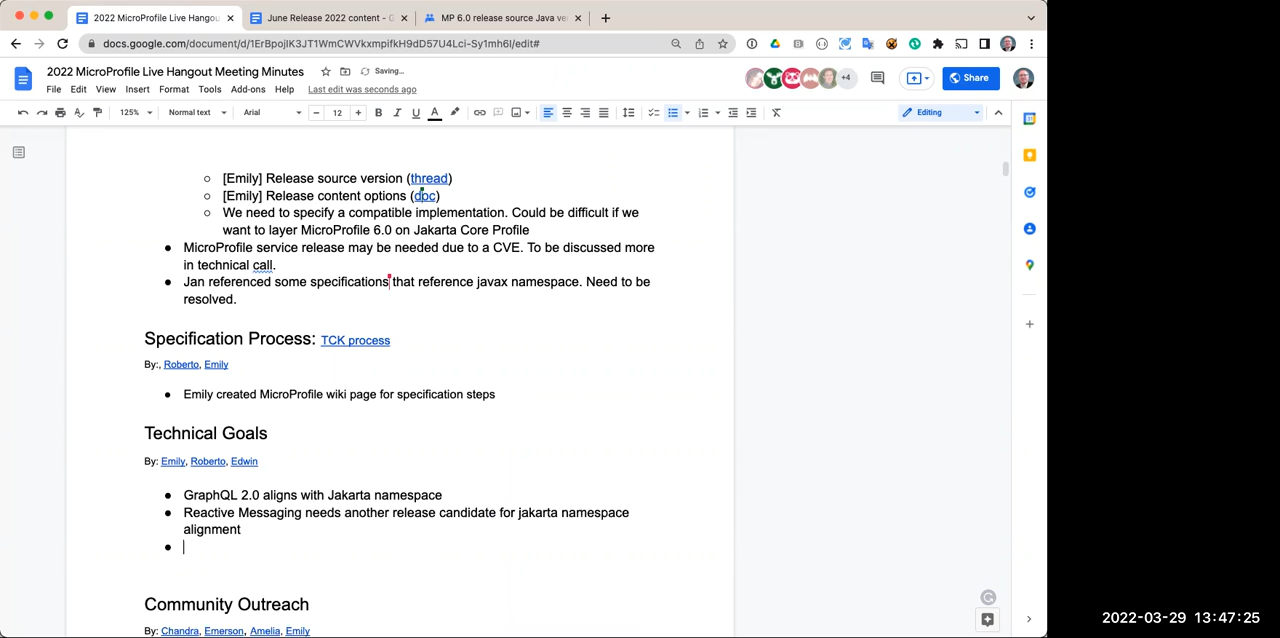 2022 MicroProfile Live Hangou
June Release 2022 content - G
MP 6.0 release source Java ve
docs.google.com/document/d/1ErBpojIK3JT1WmCWVkxmpifkH9dD57U4Lci-Sy1mh6I/edit#
2022 MicroProfile Live Hangout Meeting Minutes
Saving...
File Edit View Insert Format Tools Add-ons Help Last edit was seconds ago
+4
Share
125% Normal text Arial 12 B I U A Editing
[Emily] Release source version (thread)
[Emily] Release content options (doc)
We need to specify a compatible implementation. Could be difficult if we
want to layer MicroProfile 6.0 on Jakarta Core Profile
MicroProfile service release may be needed due to a CVE. To be discussed more
in technical call.
Jan referenced some specifications that reference javax namespace. Need to be
resolved.
Specification Process: TCK process
By:, Roberto, Emily
Emily created MicroProfile wiki page for specification steps
Technical Goals
By: Emily, Roberto, Edwin
GraphQL 2.0 aligns with Jakarta namespace
Reactive Messaging needs another release candidate for jakarta namespace
alignment
Community Outreach
By: Chandra, Emerson, Amelia, Emily
2022-03-29 13:47:25